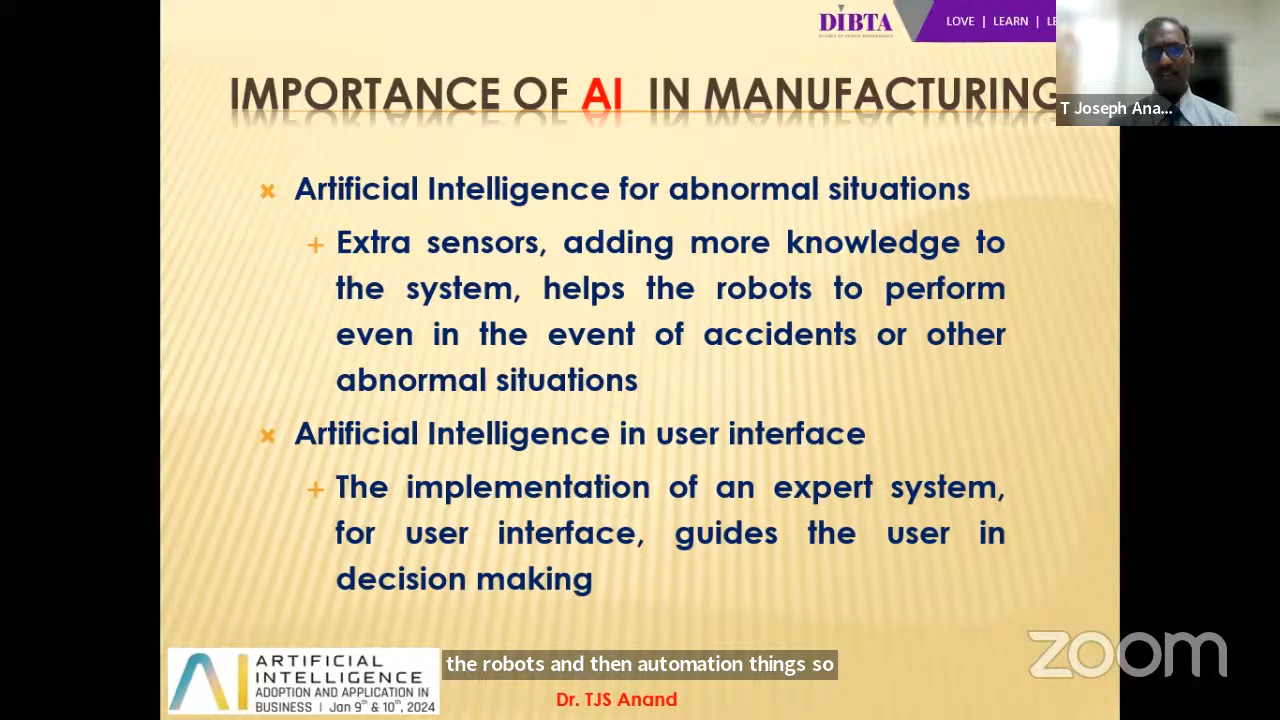 DIBTA
LOVE | LEARN | LE
IMPORTANCE OF AI IN MANUFACTURING
T Joseph Ana...
Artificial Intelligence for abnormal situations
Extra sensors, adding more knowledge to
the system, helps the robots to perform
even in the event of accidents or other
abnormal situations
Artificial Intelligence in user interface
The implementation of an expert system,
for user interface, guides the user in
decision making
zoom
AI
ARTIFICIAL
INTELLIGENCE
ADOPTION AND APPLICATION IN
BUSINESS | Jan 9th & 10th, 2024
the robots and then automation things so
Dr. TJS Anand